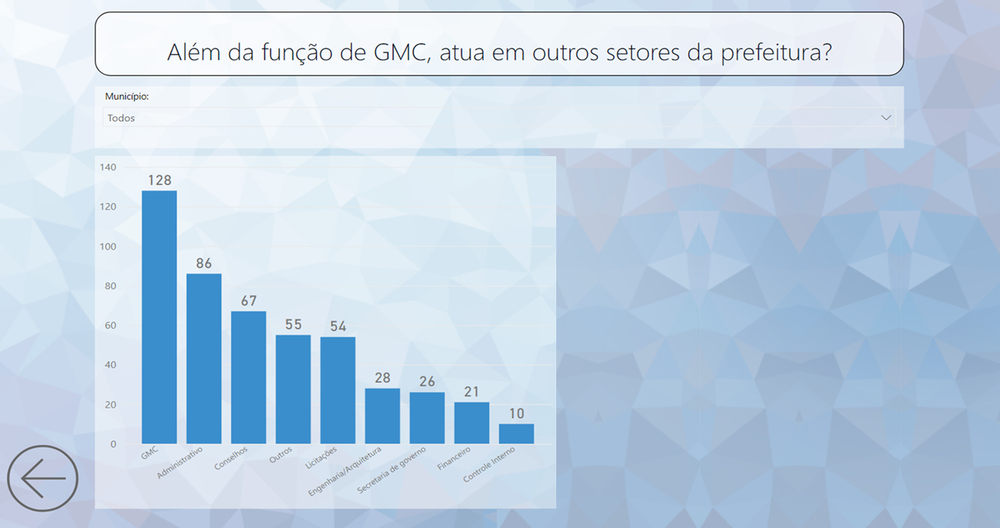 Além da função de GMC, atua em outros setores da prefeitura?
Município:
Todos
140
120
100
80
60
40
20
0
128
86
67
55
54
28
26
21
10
GMC
Administrativo
Conselhos
Outros
Licitações
Engenharia/Arquitetura
Secretaria de governo
Financeiro
Controle Interno